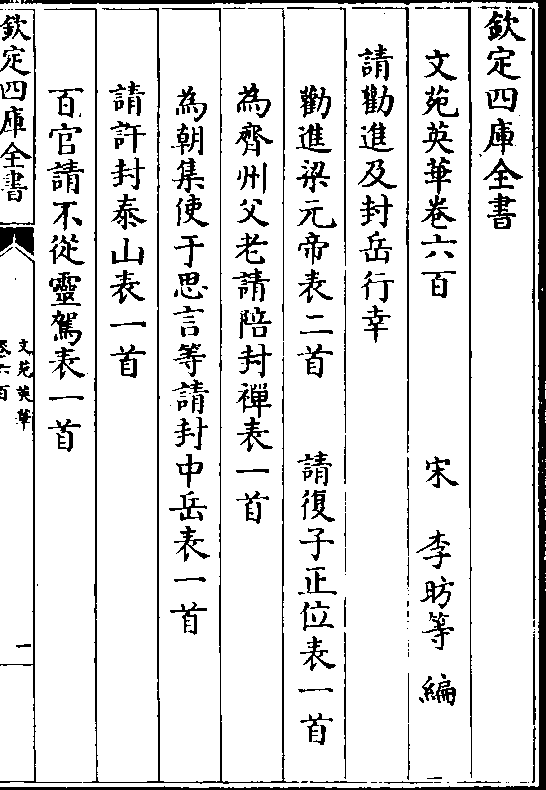 欽定四庫全書
文苑英華卷六百
宋 李昉等 編
請勸進及封岳行幸
勸進梁元帝表二首 請復子正位表一首
為齊州父老請陪封禪表一首
為朝集使于思言等請封中岳表一首
請許封泰山表一首
百官請不從靈駕表一首
欽定四庫全書
文苑英華
卷六百
一